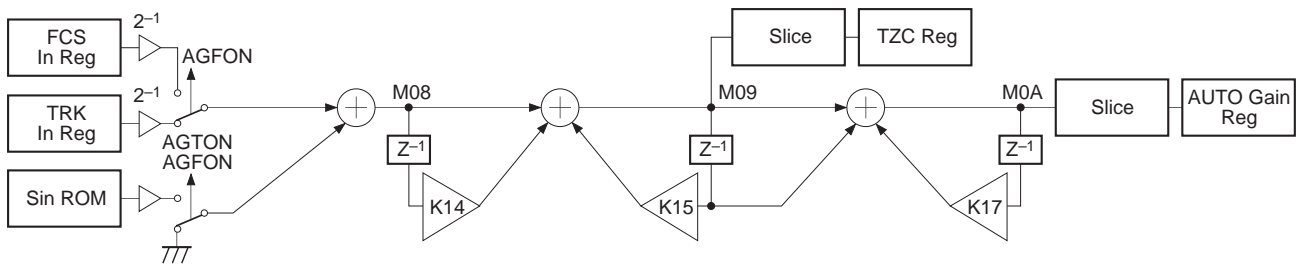 FCS
In Reg
2–1
AGFON
TRK
In Reg
2–1
AGTON
AGFON
Sin ROM
M08
Z–1
K14
K15
M09
Z–1
Slice
TZC Reg
K17
M0A
Z–1
Slice
AUTO Gain
Reg